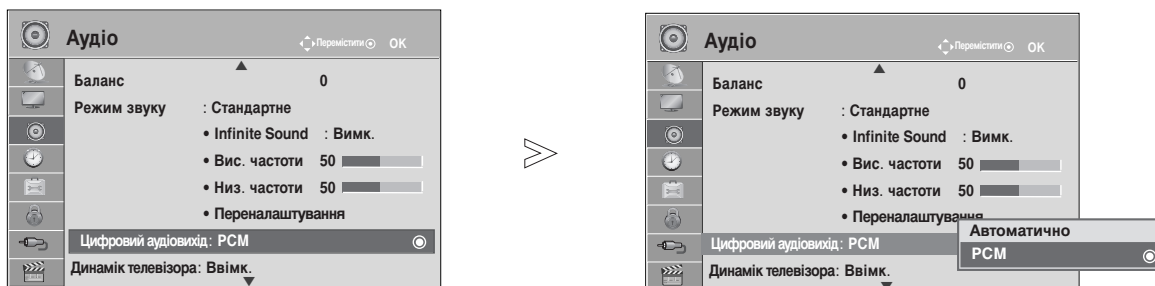 Аудіо Перемістити OK
Баланс 0
Режим звуку : Стандартне
• Infinite Sound : Вимк.
• Вис. частоти 50
• Низ. частоти 50
• Переналаштування
Цифровий аудіовихід: PCM
Динамік телевізора: Ввімк.
Аудіо Перемістити OK
Баланс 0
Режим звуку : Стандартне
• Infinite Sound : Вимк.
• Вис. частоти 50
• Низ. частоти 50
• Переналаштування
Автоматично
Цифровий аудіовихід: PCM
PCM
Динамік телевізора: Ввімк.